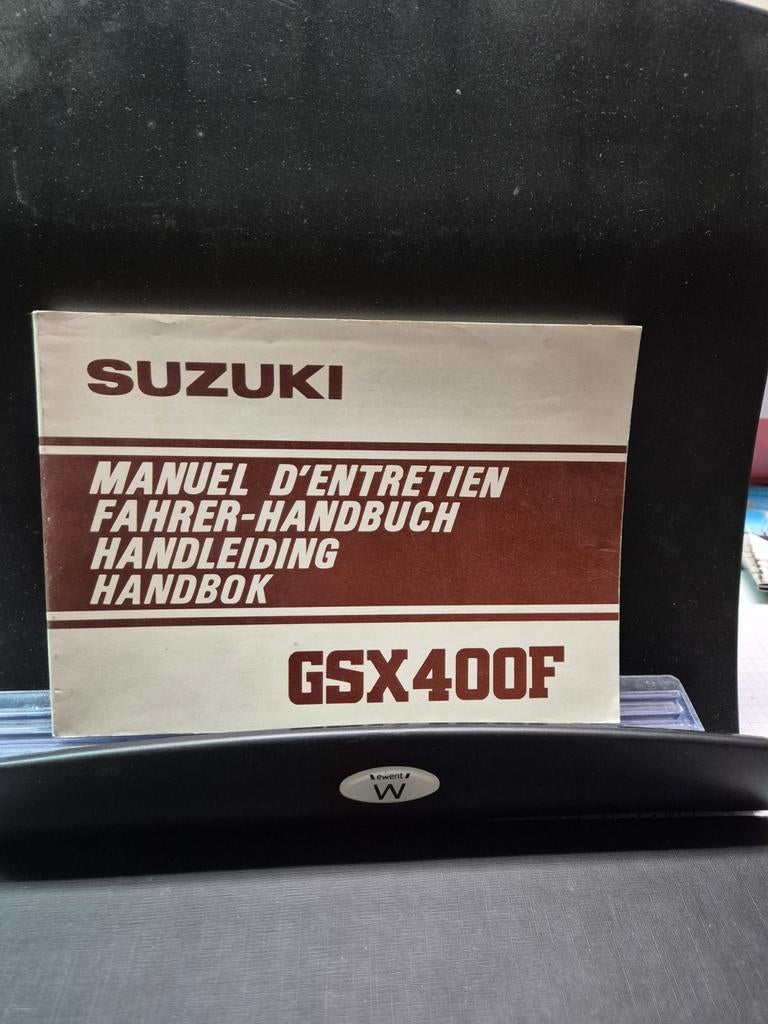 SUZUKI
MANUEL D'ENTRETIEN
FAHRER-HANDBUCH
HANDLEIDING
HANDBOK
GSX400F
ewent
W